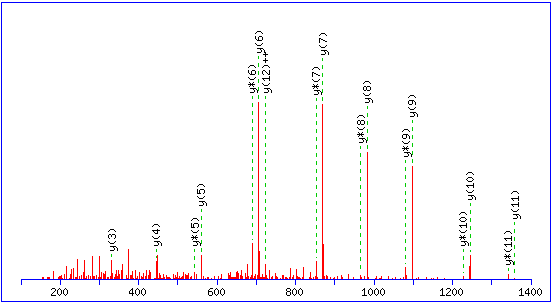 y(3)
y(4)
y*(5)
y(5)
y*(6)
y(6)
y(12)++
y*(7)
y(7)
y*(8)
y(8)
y*(9)
y(9)
y*(10)
y(10)
y*(11)
y(11)
200 400 600 800 1000 1200 1400